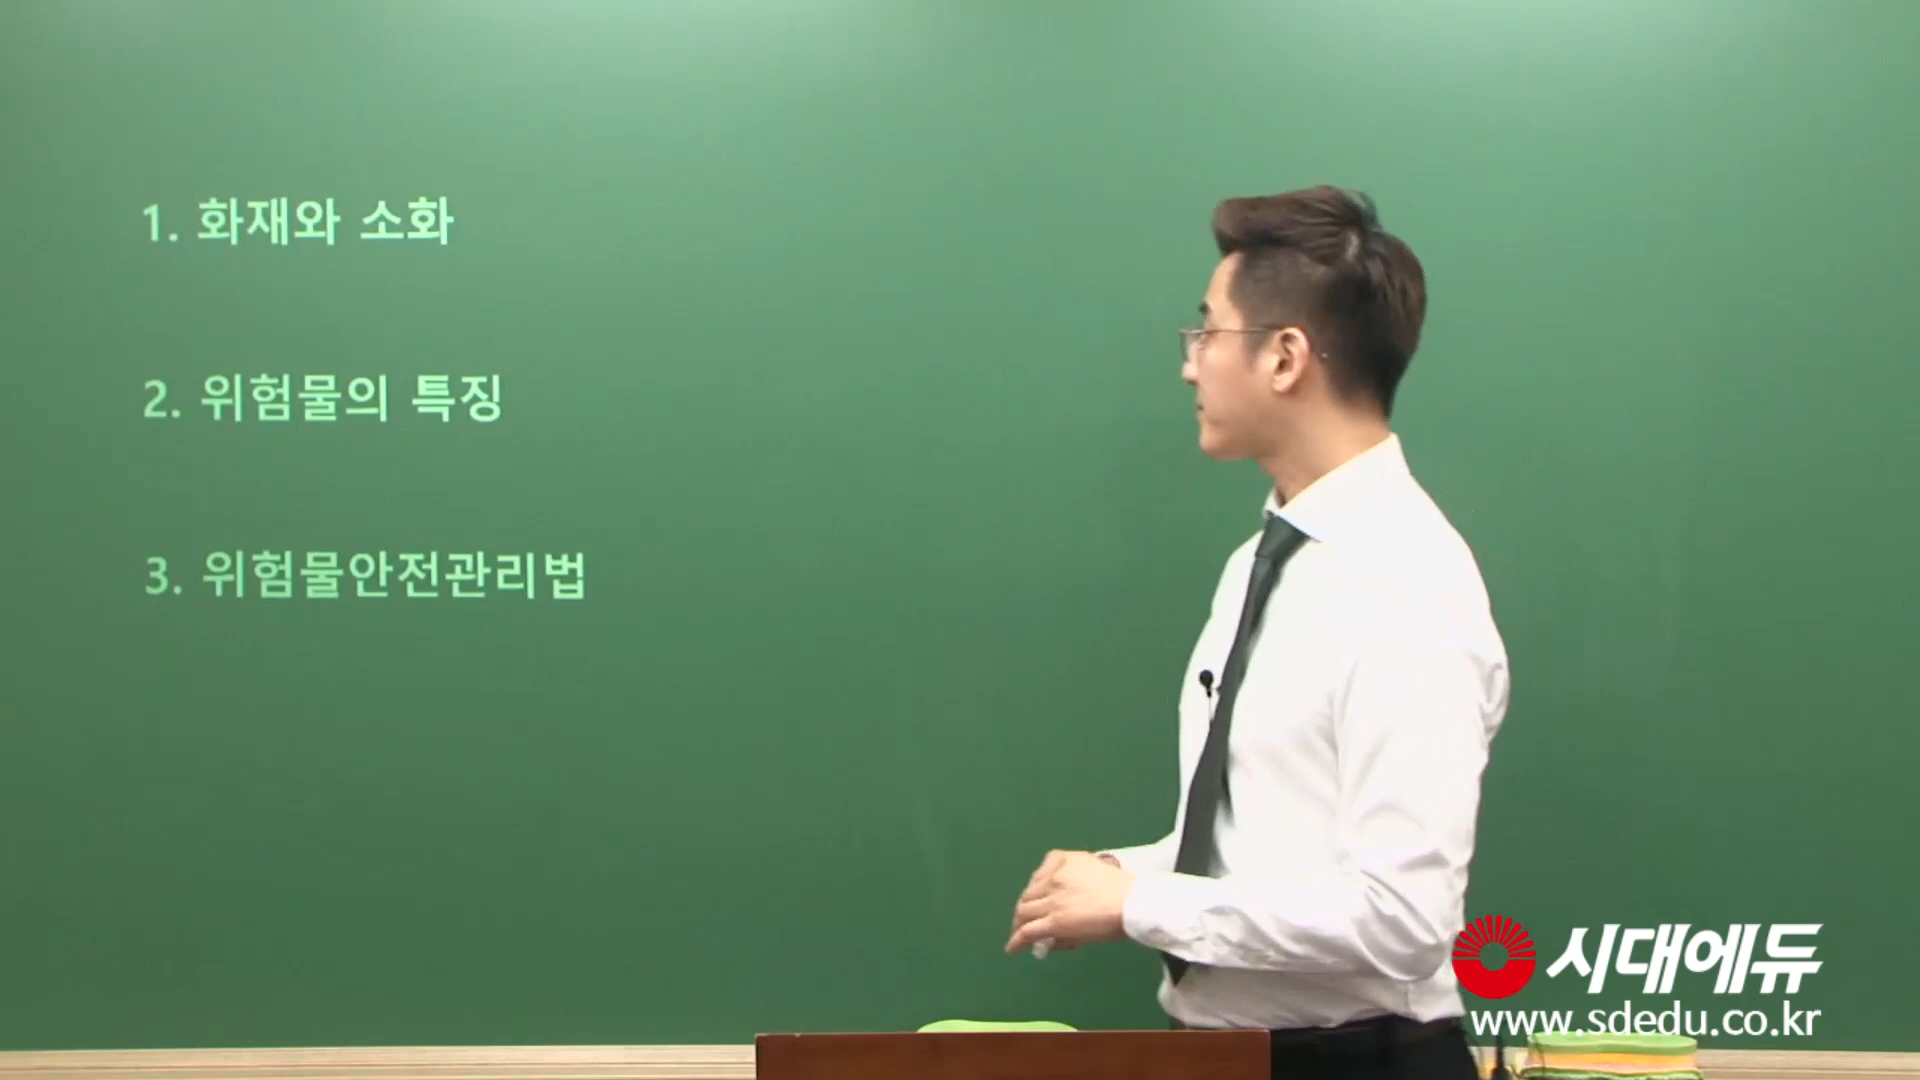 1. 화재와 소화
2. 위험물의 특징
3. 위험물안전관리법
시대에듀
www.sdedu.co.kr